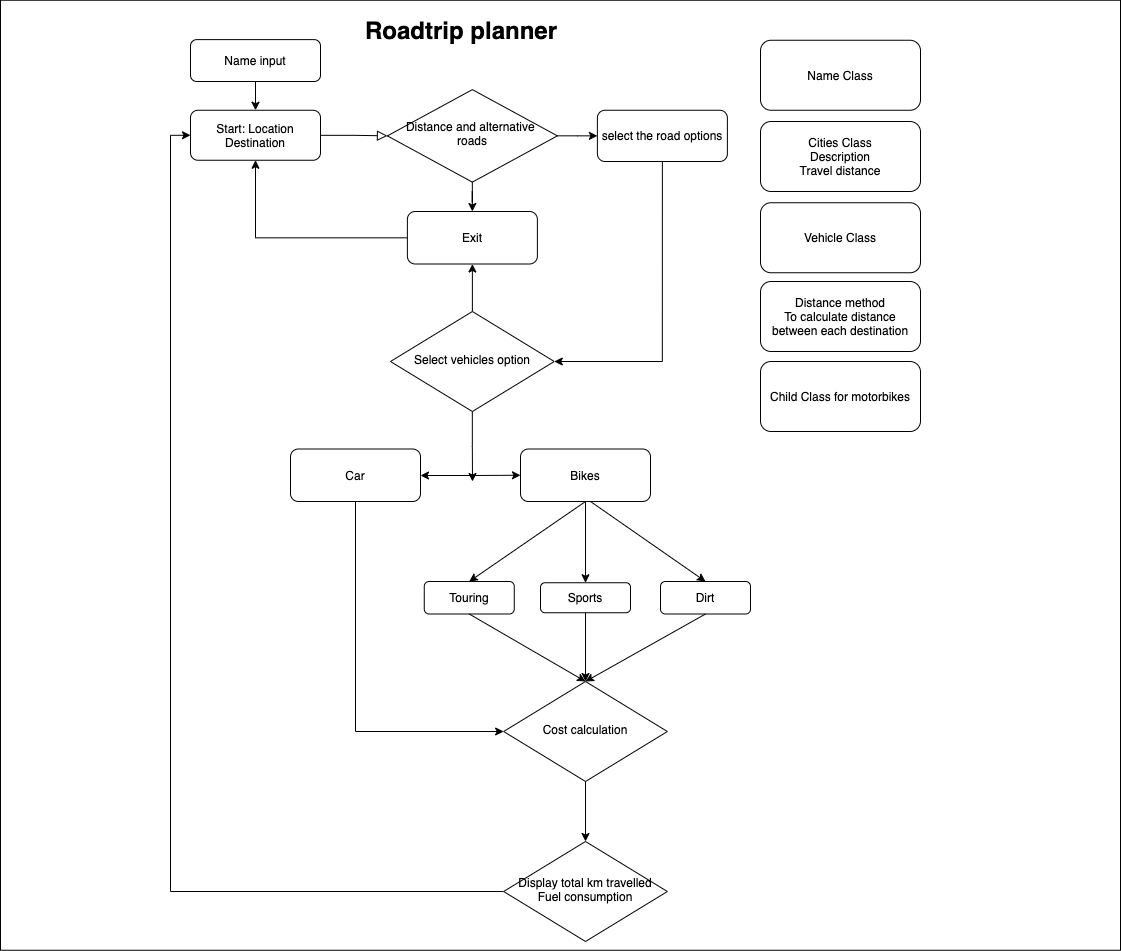 Roadtrip planner
Name input
Start: Location
Destination
Distance and alternative
roads
select the road options
Exit
Select vehicles option
Car
Bikes
Touring
Sports
Dirt
Cost calculation
Display total km travelled
Fuel consumption
Name Class
Cities Class
Description
Travel distance
Vehicle Class
Distance method
To calculate distance
between each destination
Child Class for motorbikes